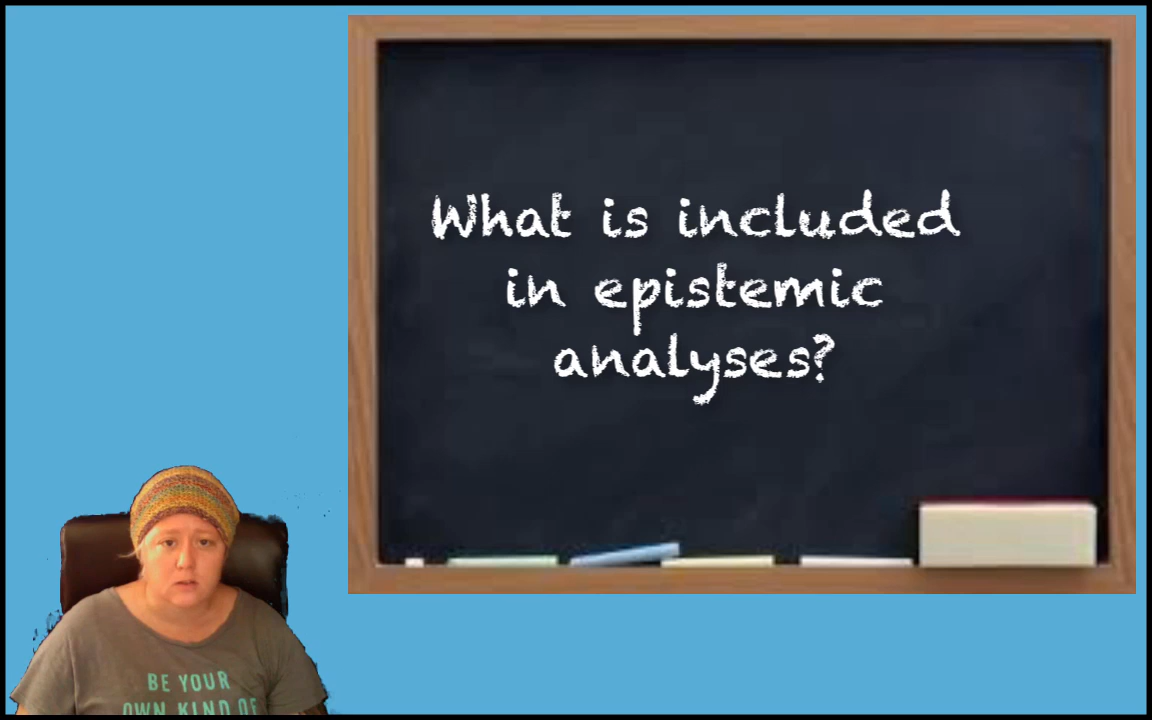 What is included
in epistemic
analyses?
BE YOUR
OWN KIND OF